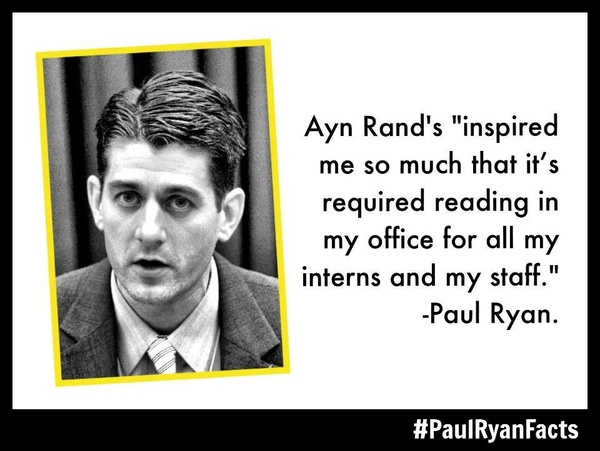 Ayn Rand's "inspired
me so much that it’s
required reading in
my office for all my
interns and my staff."
-Paul Ryan.
#PaulRyanFacts